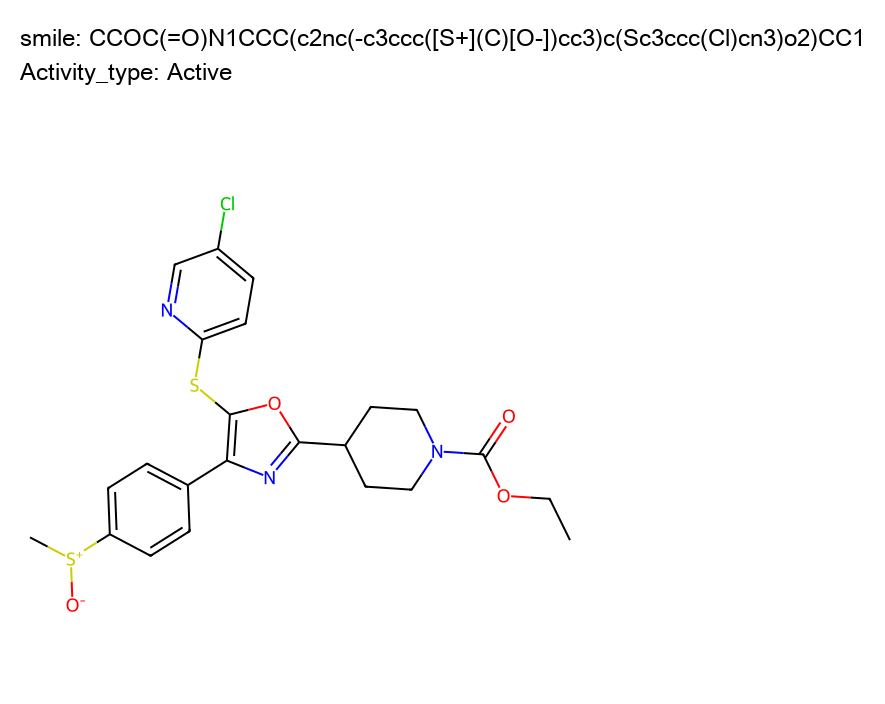 smile: CCOC(=O)N1CCC(c2nc(-c3ccc([S+](C)[O-])cc3)c(Sc3ccc(Cl)cn3)o2)CC1
Activity_type: Active
Cl
N
S
O
O
N
N
O
S+
O-